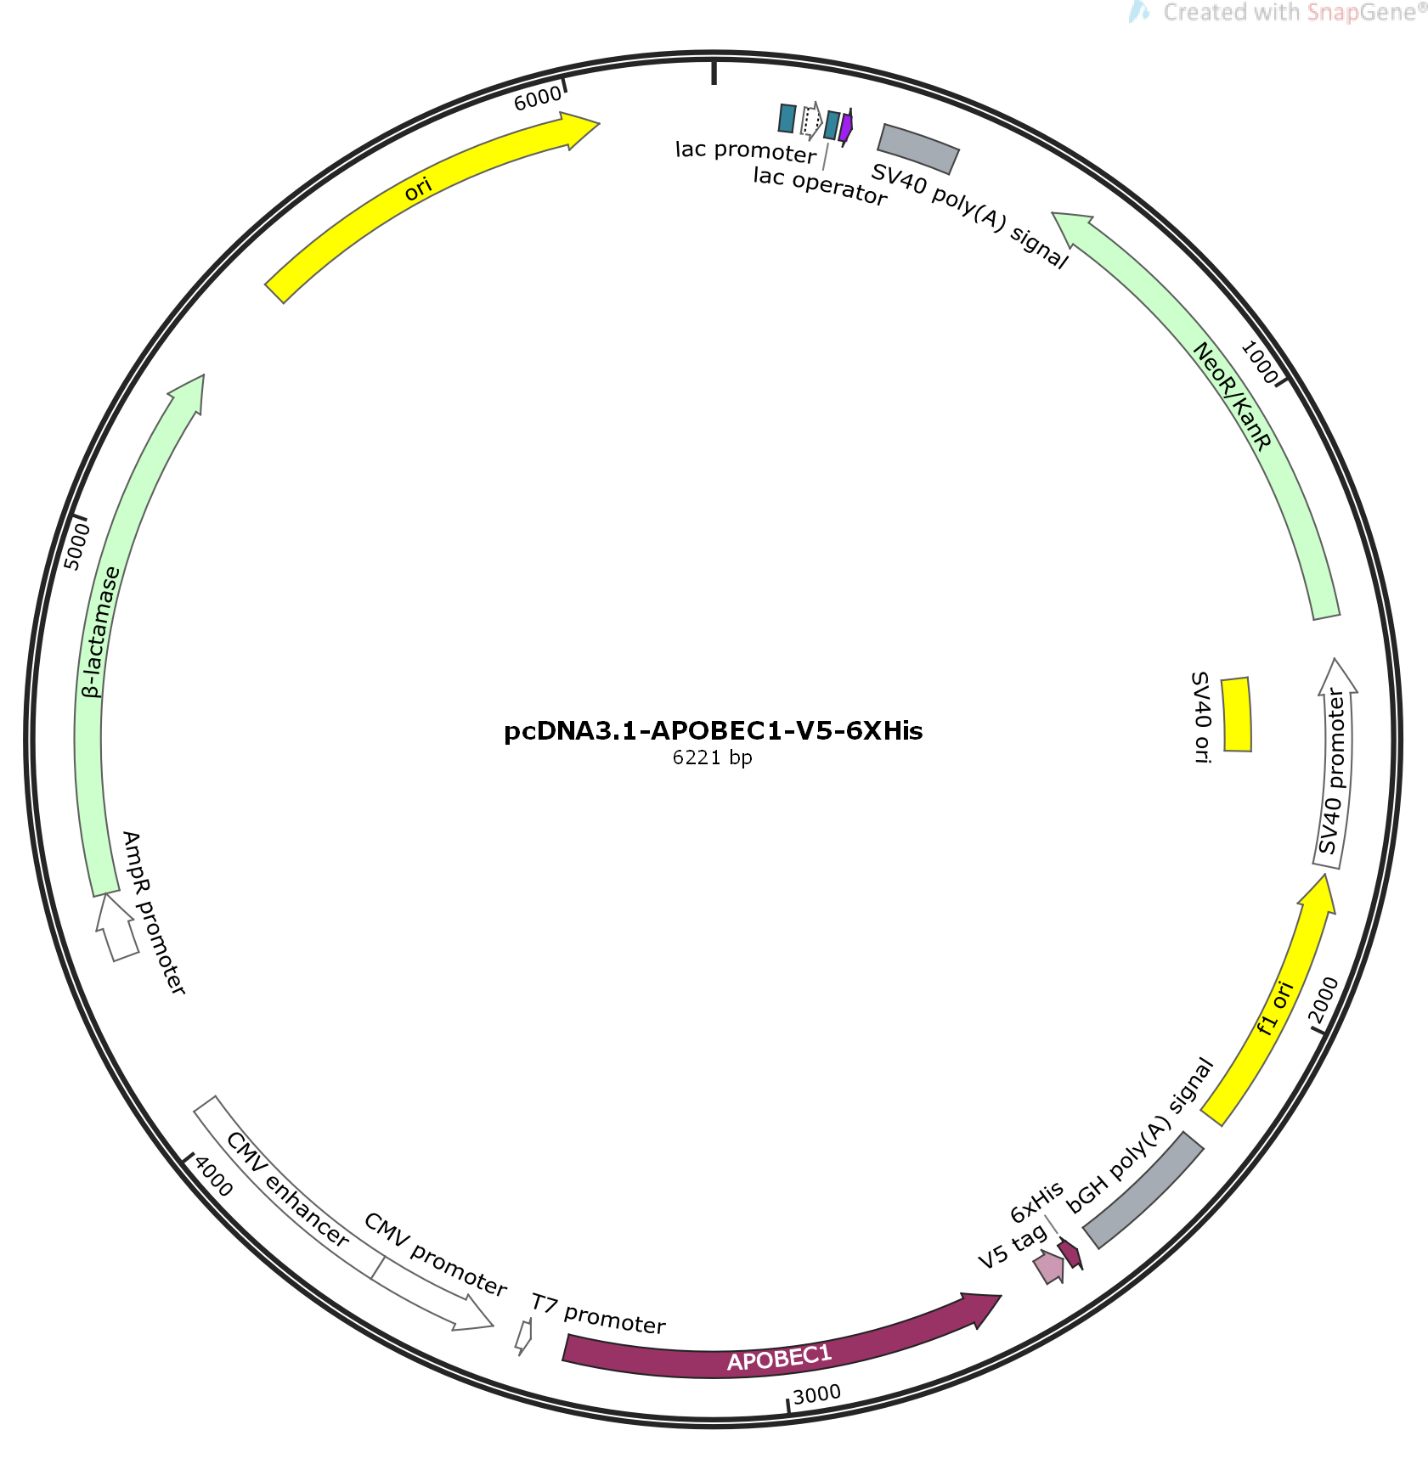 Created with SnapGene®
6000
ori
lac promoter
lac operator
SV40 poly(A) signal
NeoR/KanR
1000
SV40 ori
SV40 promoter
f1 ori
2000
bGH poly(A) signal
6xHis
V5 tag
APOBEC1
3000
T7 promoter
CMV promoter
CMV enhancer
4000
AmpR promoter
β-lactamase
5000
pcDNA3.1-APOBEC1-V5-6XHis
6221 bp